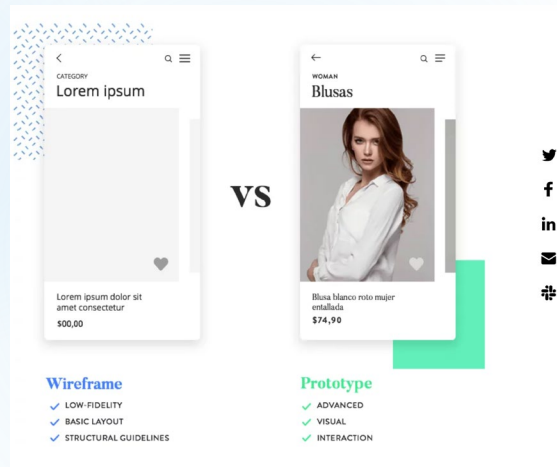 CATEGORY
Lorem ipsum
Lorem ipsum dolor sit
amet consectetur
$00,00
VS
WOMAN
Blusas
Blusa blanco roto mujer
entallada
$74,90
Wireframe
LOW-FIDELITY
BASIC LAYOUT
STRUCTURAL GUIDELINES
Prototype
ADVANCED
VISUAL
INTERACTION
in